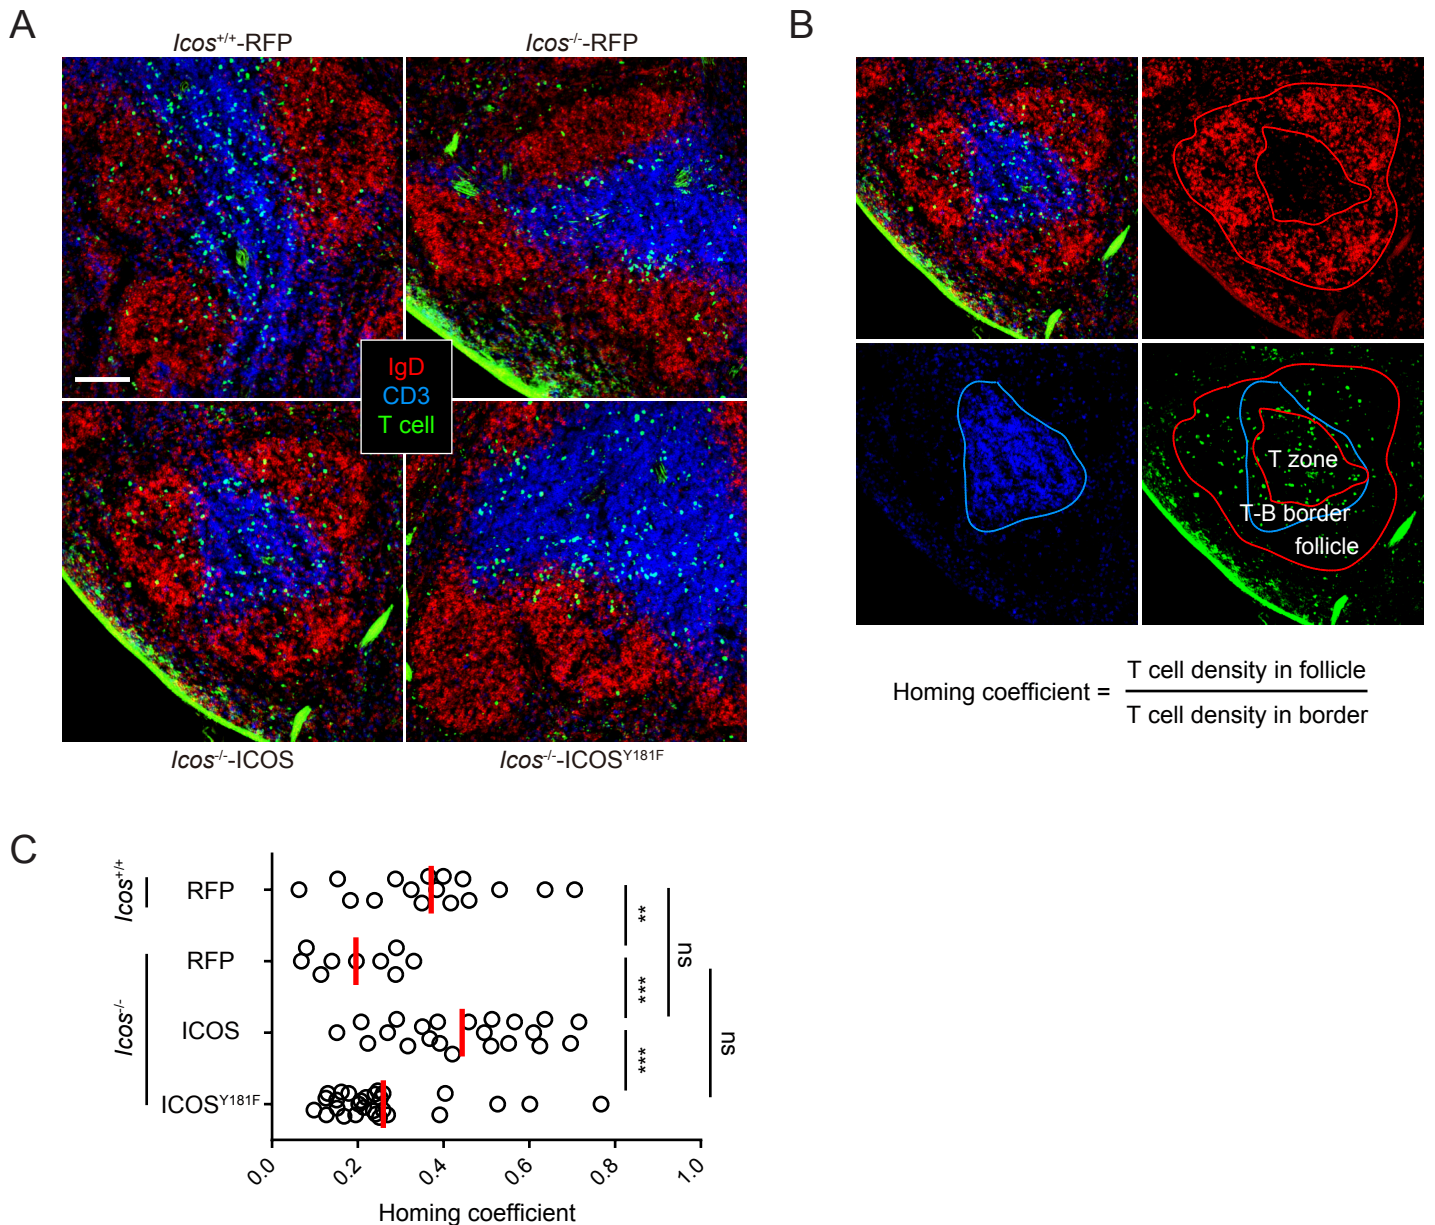 A
Icos+/+-RFP
Icos-/--RFP
IgD
CD3
T cell
Icos-/--ICOS
Icos-/--ICOSY181F
B
T zone
T-B border
follicle
Homing coefficient =
T cell density in follicle
T cell density in border
C
Icos+/+
RFP
**
ns
Icos-/-
RFP
***
ICOS
***
ns
ICOSY181F
0.0
0.2
0.4
0.6
0.8
1.0
Homing coefficient